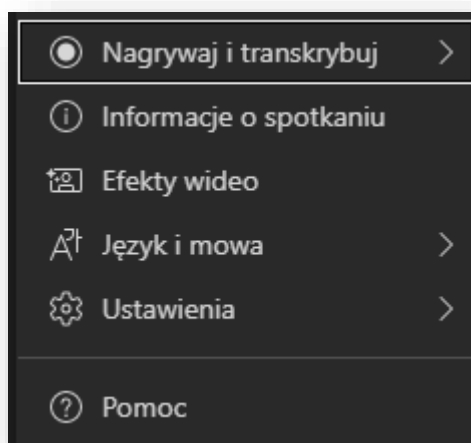 Nagrywaj i transkrybuj
Informacje o spotkaniu
Efekty wideo
Język i mowa
Ustawienia
Pomoc